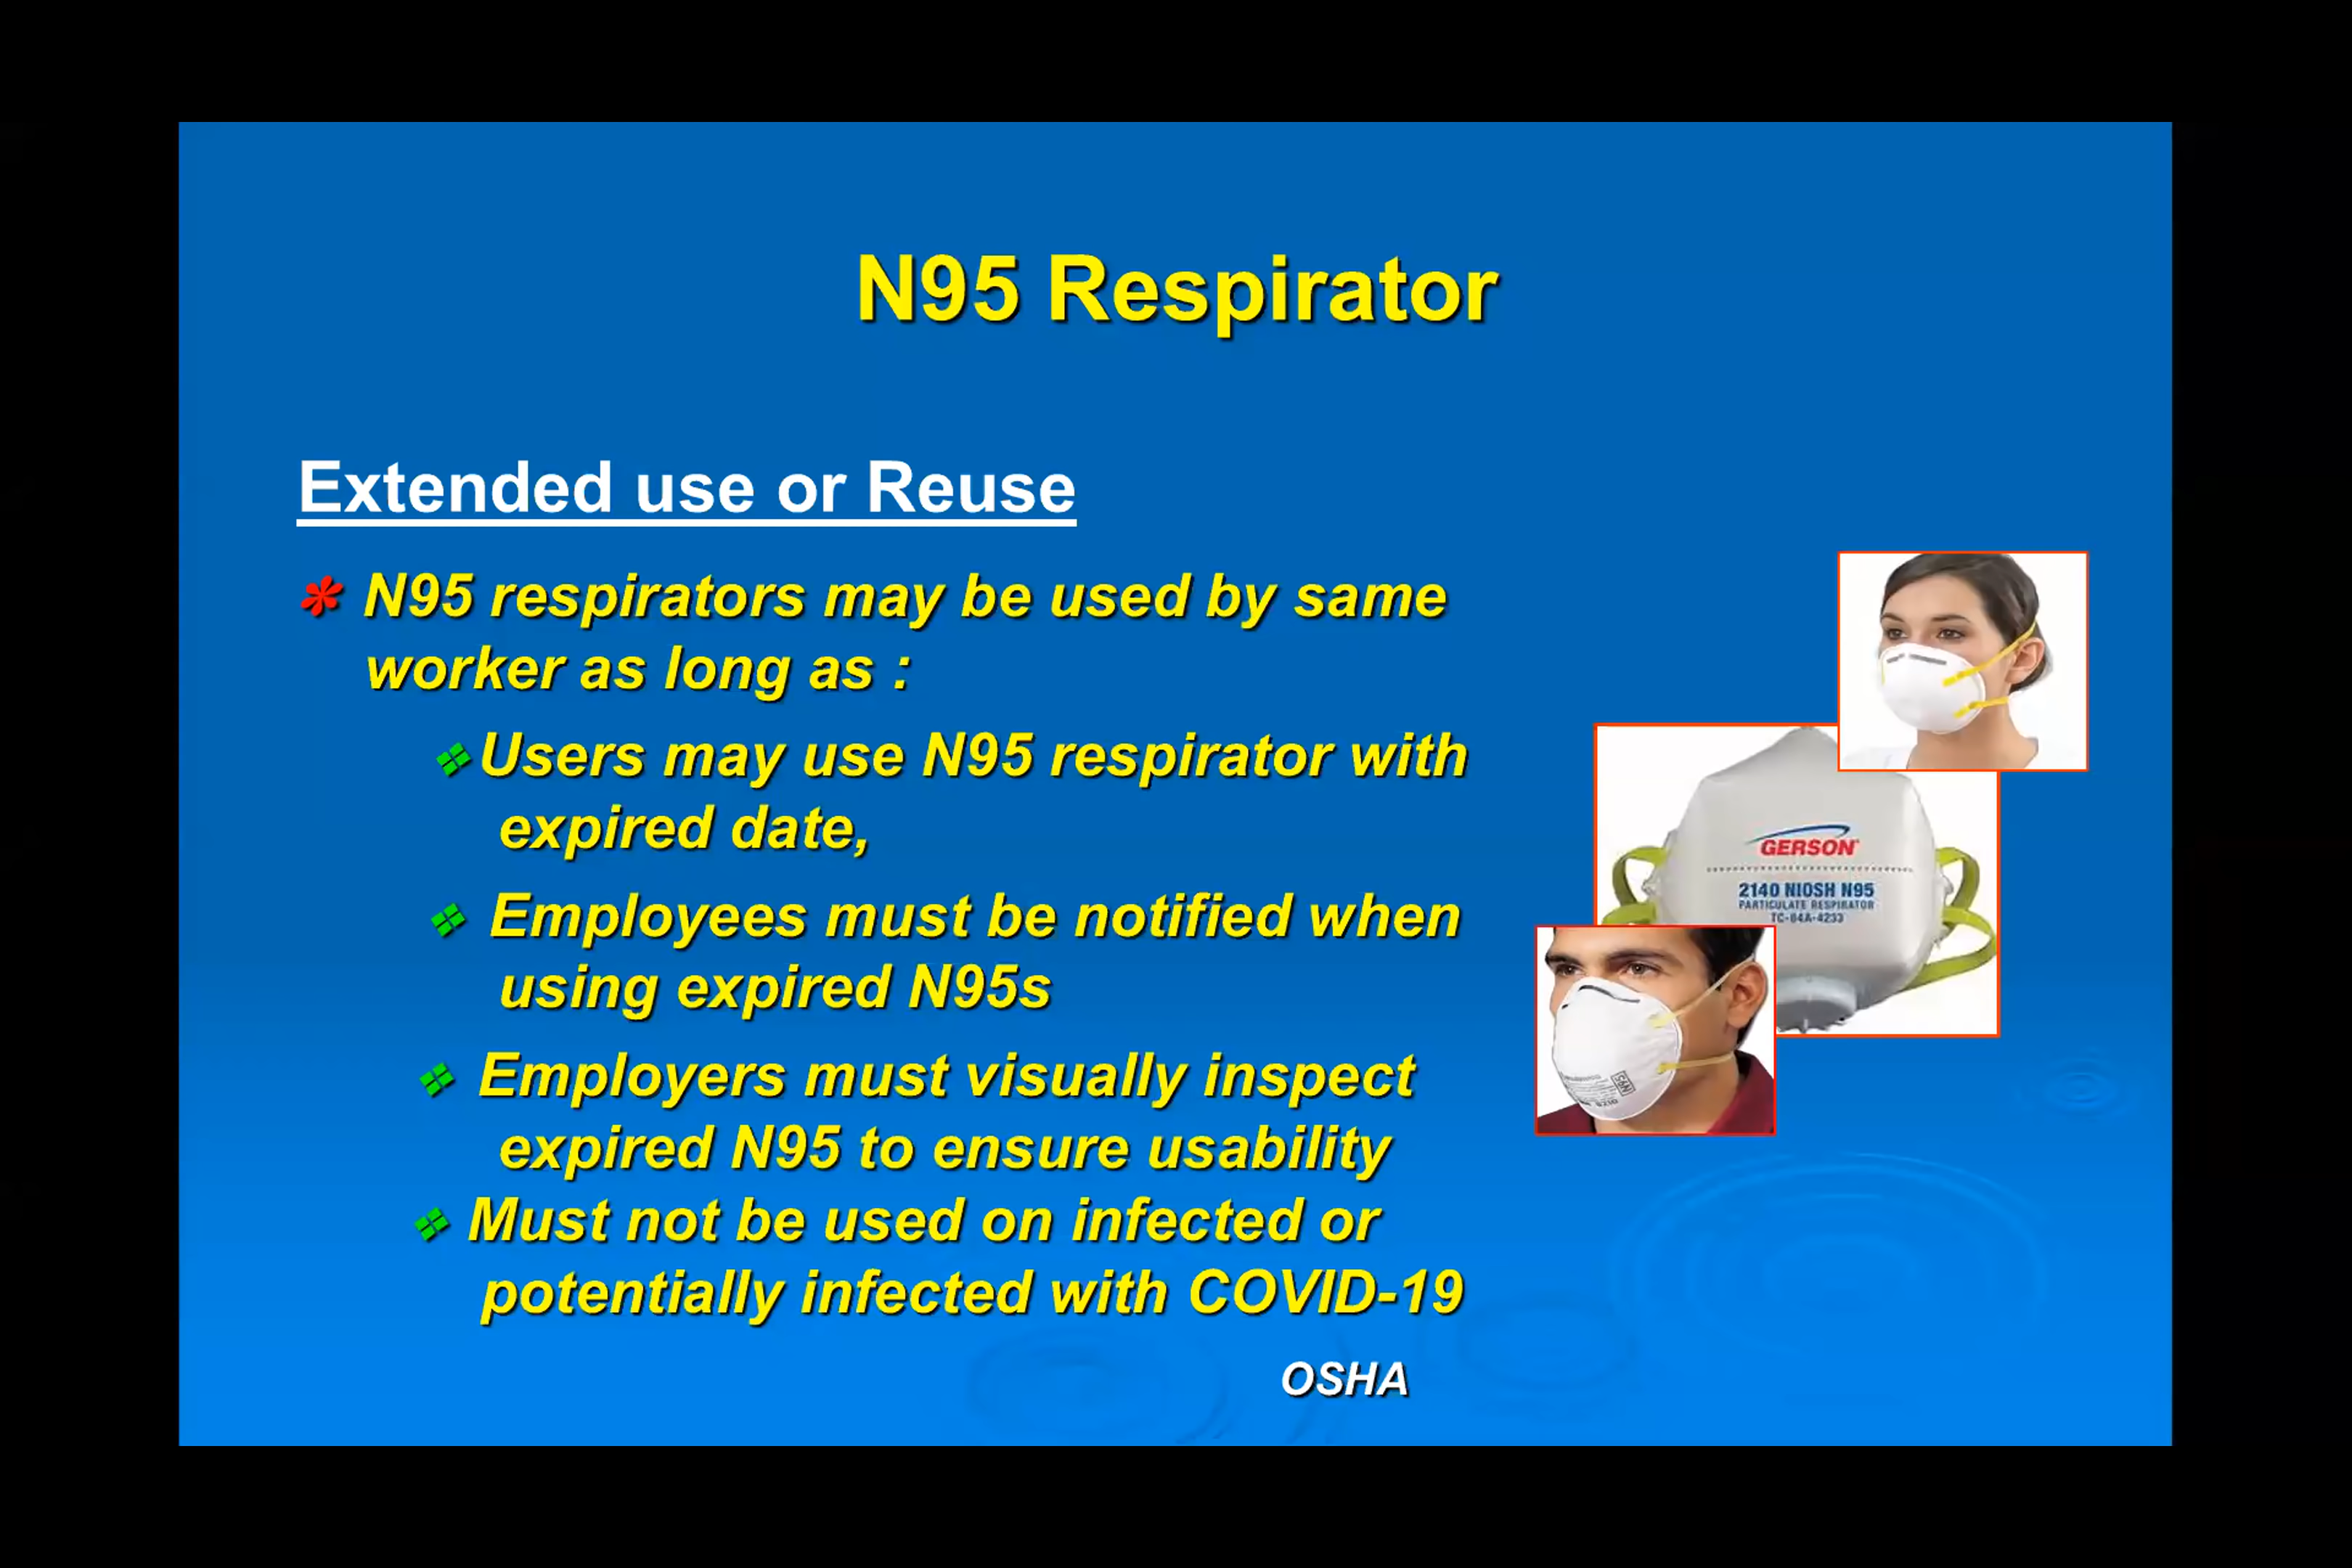 N95 Respirator
Extended use or Reuse
N95 respirators may be used by same
worker as long as :
Users may use N95 respirator with
expired date,
Employees must be notified when
using expired N95s
Employers must visually inspect
expired N95 to ensure usability
Must not be used on infected or
potentially infected with COVID-19
OSHA
GERSON
2140 NIOSH N95
PARTICULATE RESPIRATOR
TC-84A-4233
N95
8210